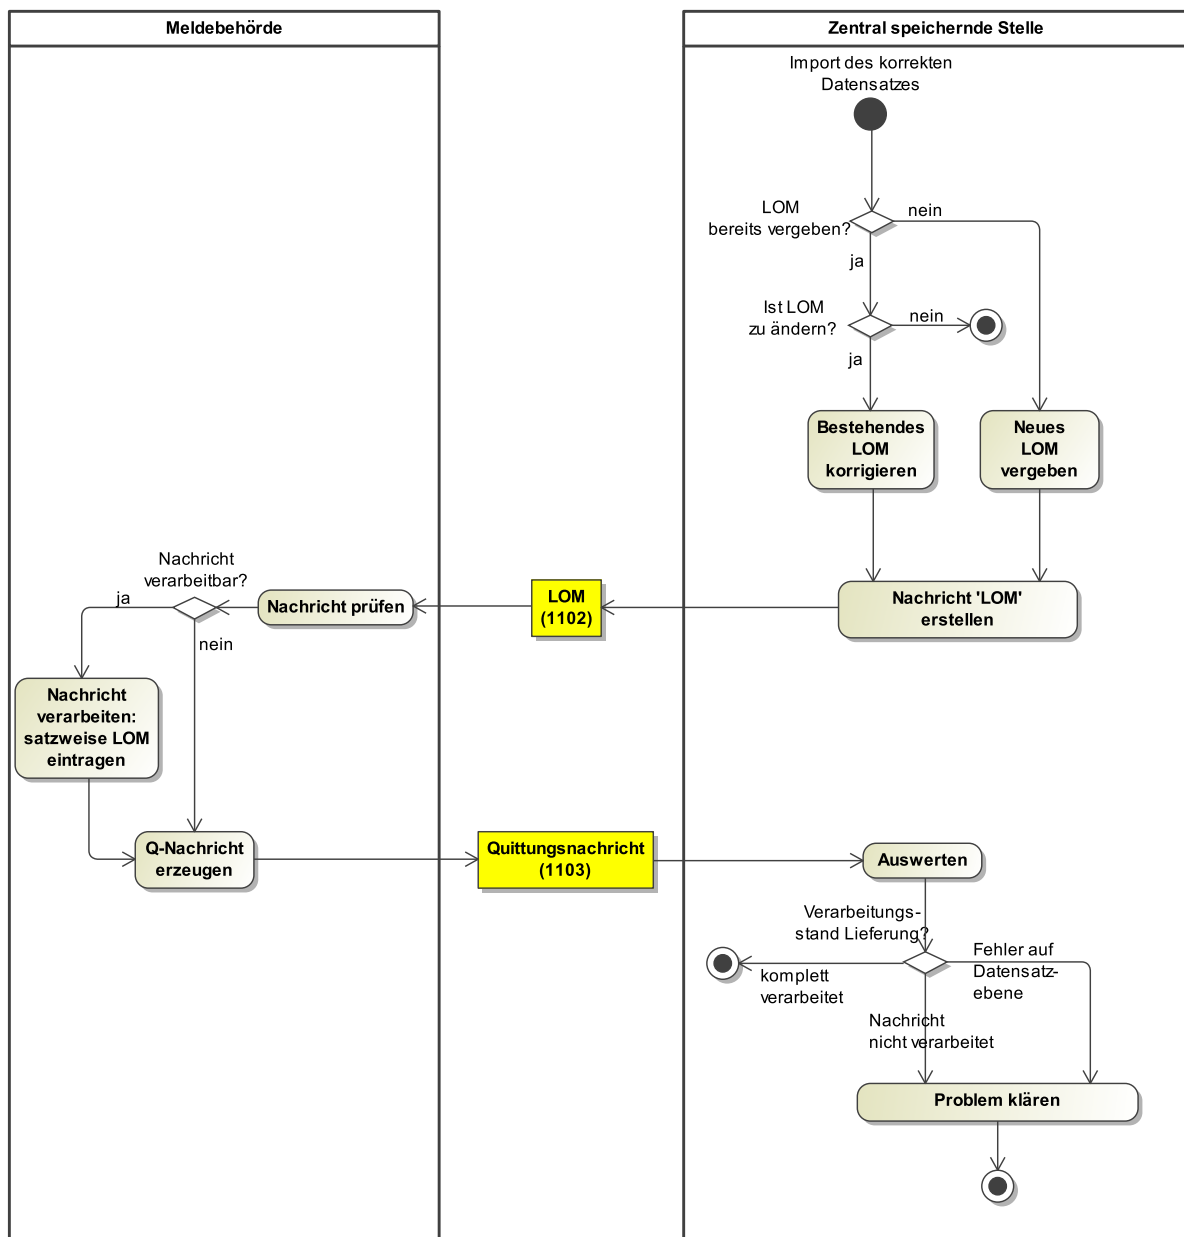 Meldebehörde
Zentral speichernde Stelle
Import des korrekten
Datensatzes
LOM
bereits vergeben?
nein
ja
Ist LOM
zu ändern?
nein
ja
Bestehendes
LOM
korrigieren
Neues
LOM
vergeben
Nachricht
verarbeitbar?
ja
nein
Nachricht prüfen
LOM
(1102)
Nachricht 'LOM'
erstellen
Nachricht
verarbeiten:
satzweise LOM
eintragen
Q-Nachricht
erzeugen
Quittungsnachricht
(1103)
Auswerten
Verarbeitungs-
stand Lieferung?
komplett
verarbeitet
Fehler auf
Datensatz-
ebene
Nachricht
nicht verarbeitet
Problem klären